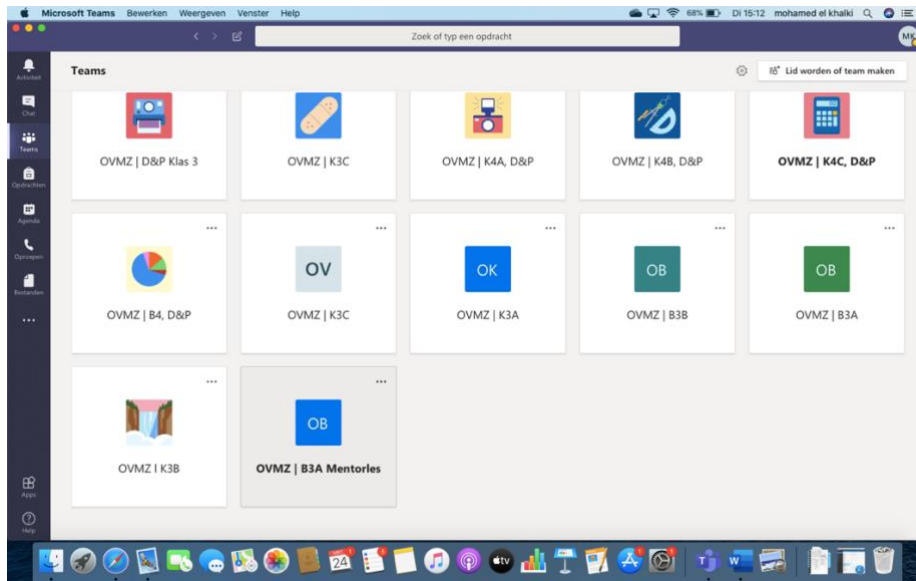 Microsoft Teams Bewerken Weergeven Venster Help 68% Di 15:12 mohamed el khalki
Zoek of typ een opdracht MK
Activiteit
Chat
Teams
Opdrachten
Agenda
Oproepen
Bestanden
Apps
Help
Teams Lid worden of team maken
OVMZ | D&P Klas 3
OVMZ | K3C
OVMZ | K4A, D&P
OVMZ | K4B, D&P
OVMZ | K4C, D&P
OVMZ | B4, D&P
OV
OVMZ | K3C
OK
OVMZ | K3A
OB
OVMZ | B3B
OB
OVMZ | B3A
OVMZ I K3B
OB
OVMZ | B3A Mentorles
24
tv
T
W